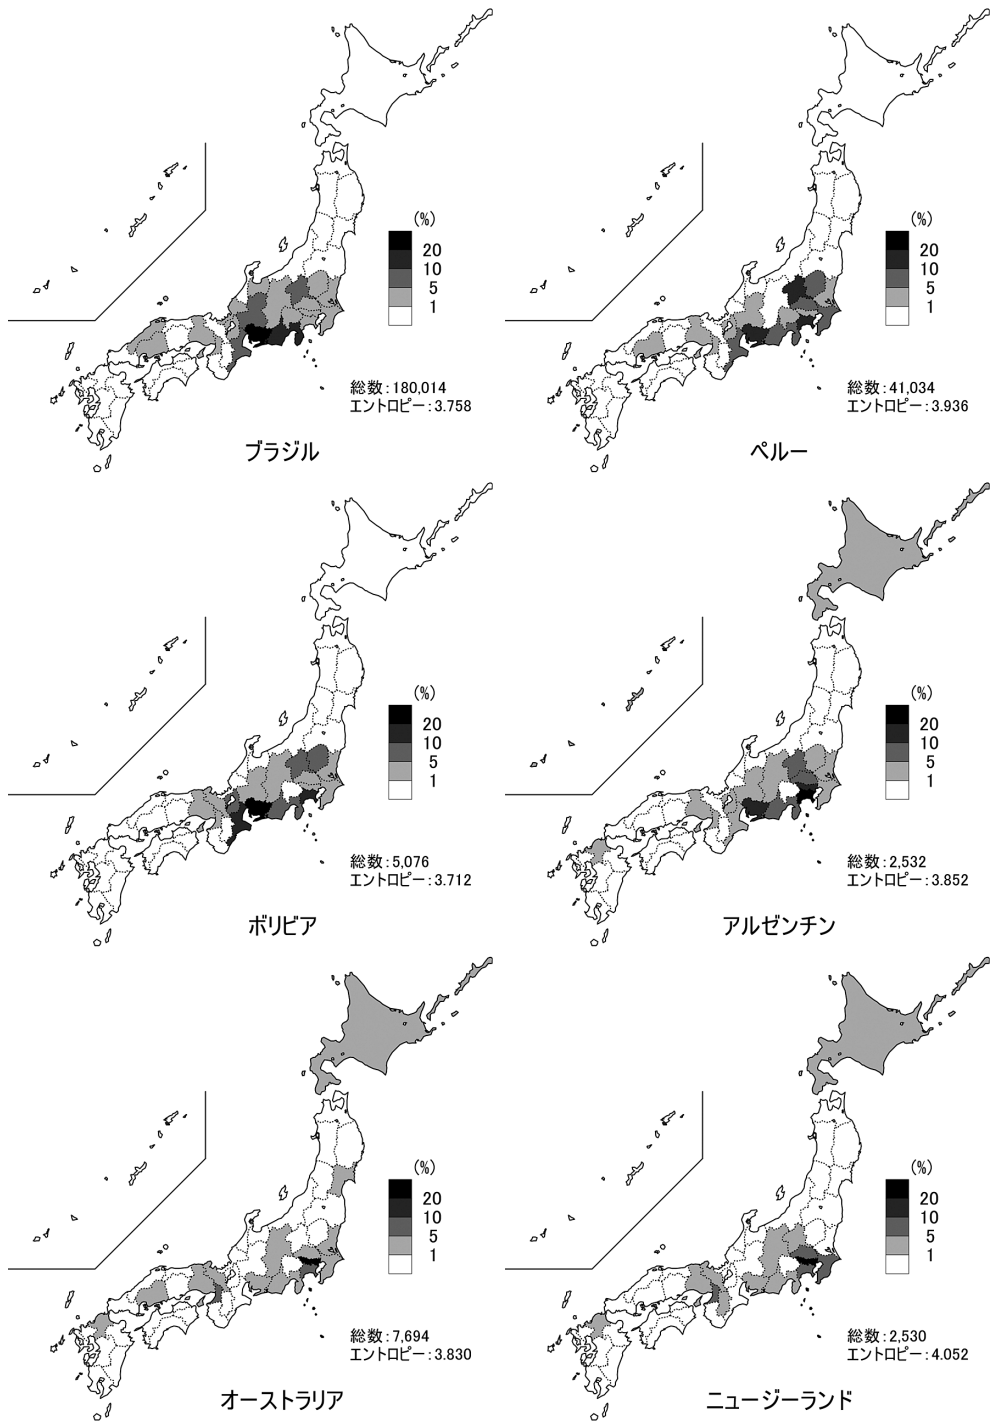 (%)
20
10
5
1
総数:180,014
エントロピー:3.758
ブラジル
(%)
20
10
5
1
総数:41,034
エントロピー:3.936
ペルー
(%)
20
10
5
1
総数:5,076
エントロピー:3.712
ボリビア
(%)
20
10
5
1
総数:2,532
エントロピー:3.852
アルゼンチン
(%)
20
10
5
1
総数:7,694
エントロピー:3.830
オーストラリア
(%)
20
10
5
1
総数:2,530
エントロピー:4.052
ニュージーランド